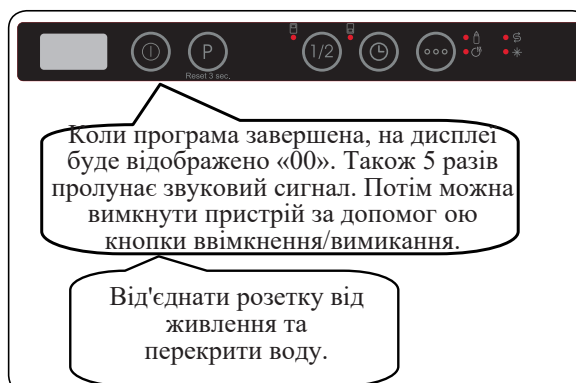 P
1/2
Reset 3 sec.
Коли програма завершена, на дисплеї
буде відображено «00». Також 5 разів
пролунає звуковий сигнал. Потім можна
вимкнути пристрій за допомог ою
кнопки ввімкнення/вимикання.
Від'єднати розетку від
живлення та
перекрити воду.